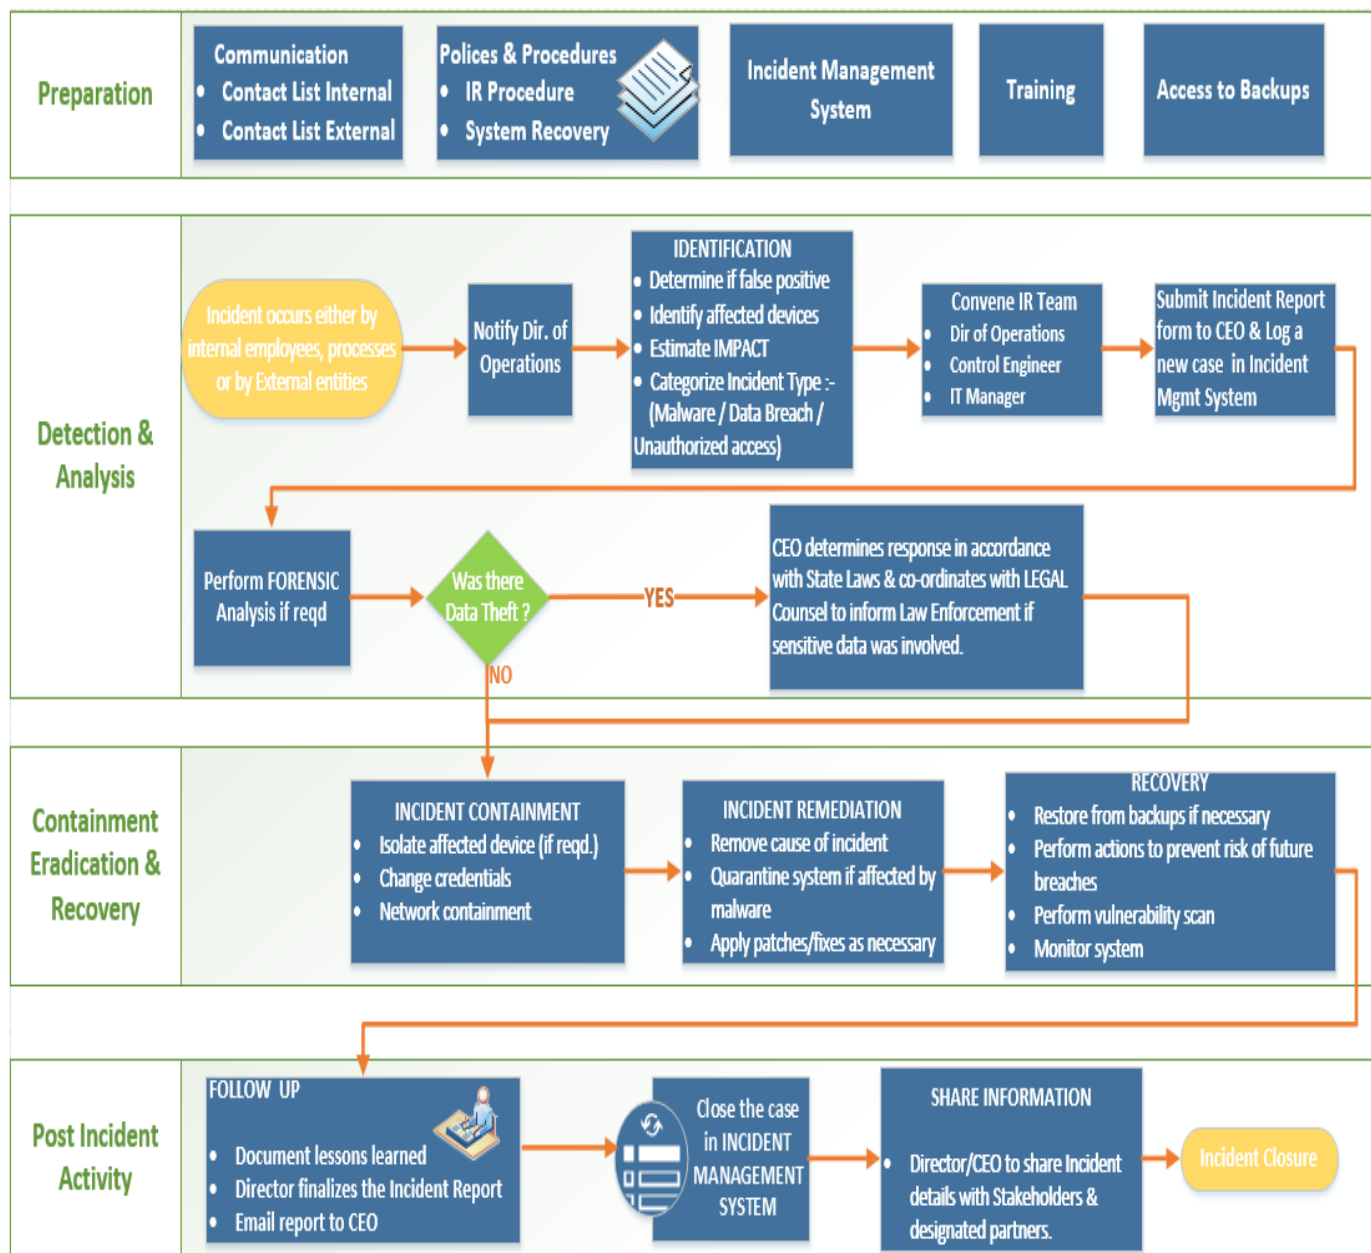 Preparation
Communication
• Contact List Internal
• Contact List External
Polices & Procedures
• IR Procedure
• System Recovery
Incident Management
System
Training
Access to Backups
Detection &
Analysis
Incident occurs either by
internal employees, processes
or by External entities
Notify Dir. of
Operations
IDENTIFICATION
• Determine if false positive
• Identify affected devices
• Estimate IMPACT
• Categorize Incident Type :-
(Malware / Data Breach /
Unauthorized access)
Convene IR Team
• Dir of Operations
• Control Engineer
• IT Manager
Submit Incident Report
form to CEO & Log a
new case in Incident
Mgmt System
Perform FORENSIC
Analysis if reqd
Was there
Data Theft ?
YES
NO
CEO determines response in accordance
with State Laws & co-ordinates with LEGAL
Counsel to inform Law Enforcement if
sensitive data was involved.
Containment
Eradication &
Recovery
INCIDENT CONTAINMENT
• Isolate affected device (if reqd.)
• Change credentials
• Network containment
INCIDENT REMEDIATION
• Remove cause of incident
• Quarantine system if affected by
malware
• Apply patches/fixes as necessary
RECOVERY
• Restore from backups if necessary
• Perform actions to prevent risk of future
breaches
• Perform vulnerability scan
• Monitor system
Post Incident
Activity
FOLLOW UP
• Document lessons learned
• Director finalizes the Incident Report
• Email report to CEO
Close the case
in INCIDENT
MANAGEMENT
SYSTEM
SHARE INFORMATION
• Director/CEO to share Incident
details with Stakeholders &
designated partners.
Incident Closure